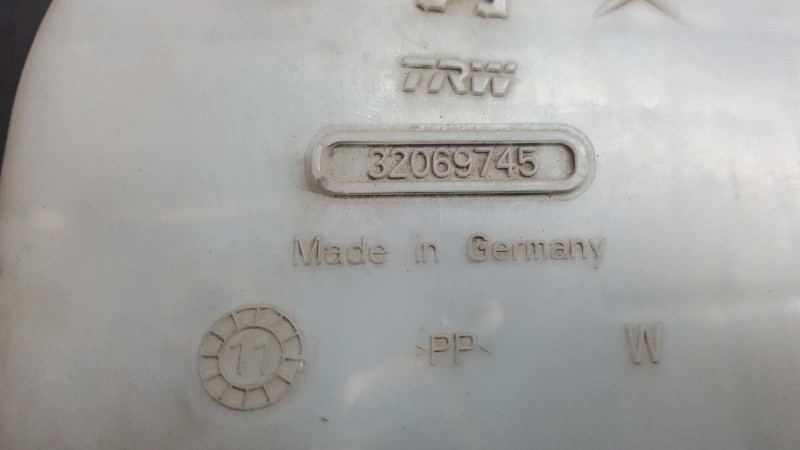 TRW
32069745
Made in Germany
11
>PP<
W